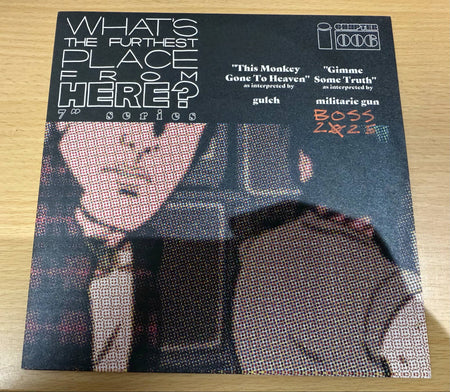 WHAT'S
THE FURTHEST
PLACE
FROM
HERE?
7" series
"This Monkey
Gone To Heaven"
as interpreted by
gulch
"Gimme
Some Truth"
as interpreted by
militarie gun
i
CHAPTER
006
BOSS
2023